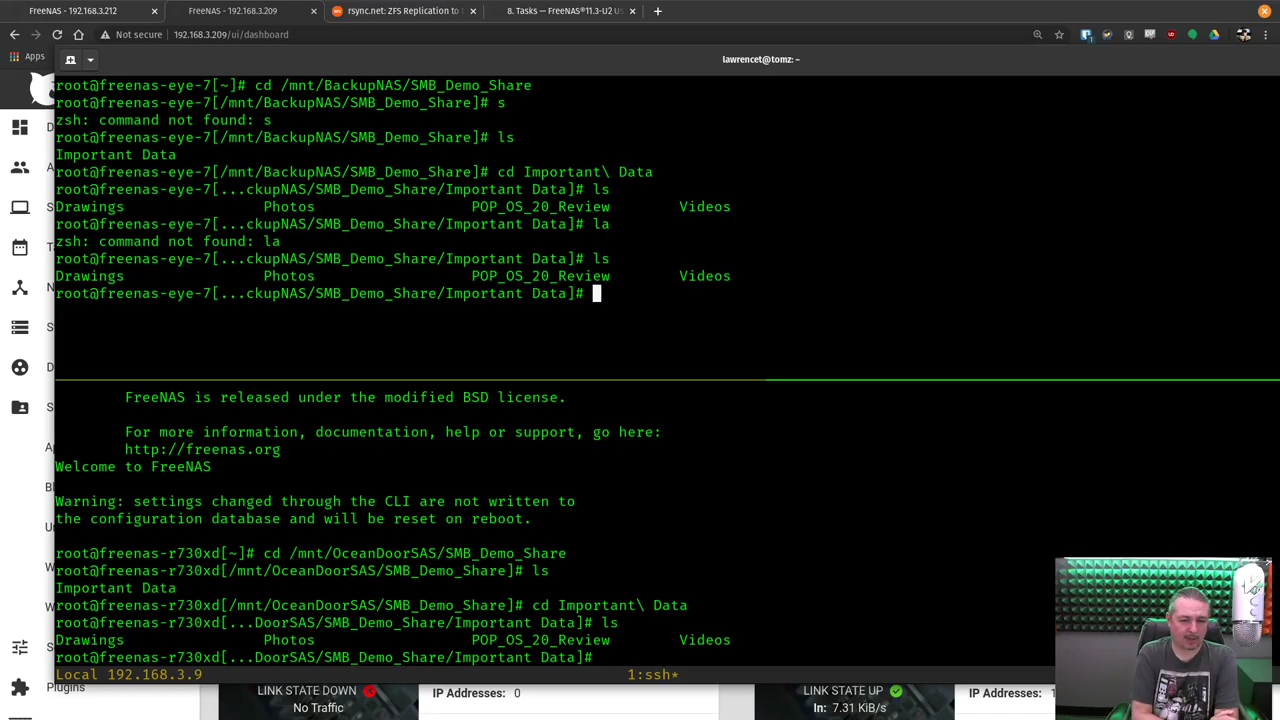 FreeNAS - 192.168.3.212
FreeNAS - 192.168.3.209
rsync.net: ZFS Replication to
8. Tasks — FreeNAS®11.3-U2 Us
Not secure
192.168.3.209/ui/dashboard
Apps
lawrencet@tomz: ~
root@freenas-eye-7[~]# cd /mnt/BackupNAS/SMB_Demo_Share
root@freenas-eye-7[/mnt/BackupNAS/SMB_Demo_Share]# s
zsh: command not found: s
root@freenas-eye-7[/mnt/BackupNAS/SMB_Demo_Share]# ls
Important Data
root@freenas-eye-7[/mnt/BackupNAS/SMB_Demo_Share]# cd Important\ Data
root@freenas-eye-7[...ckupNAS/SMB_Demo_Share/Important Data]# ls
Drawings Photos POP_OS_20_Review Videos
root@freenas-eye-7[...ckupNAS/SMB_Demo_Share/Important Data]# la
zsh: command not found: la
root@freenas-eye-7[...ckupNAS/SMB_Demo_Share/Important Data]# ls
Drawings Photos POP_OS_20_Review Videos
root@freenas-eye-7[...ckupNAS/SMB_Demo_Share/Important Data]#
FreeNAS is released under the modified BSD license.
For more information, documentation, help or support, go here:
http://freenas.org
Welcome to FreeNAS
Warning: settings changed through the CLI are not written to
the configuration database and will be reset on reboot.
root@freenas-r730xd[~]# cd /mnt/OceanDoorSAS/SMB_Demo_Share
root@freenas-r730xd[/mnt/OceanDoorSAS/SMB_Demo_Share]# ls
Important Data
root@freenas-r730xd[/mnt/OceanDoorSAS/SMB_Demo_Share]# cd Important\ Data
root@freenas-r730xd[...DoorSAS/SMB_Demo_Share/Important Data]# ls
Drawings Photos POP_OS_20_Review Videos
root@freenas-r730xd[...DoorSAS/SMB_Demo_Share/Important Data]#
Local 192.168.3.9 1:ssh*
Plugins
LINK STATE DOWN
No Traffic
IP Addresses: 0
LINK STATE UP
In: 7.31 KiB/s
IP Addresses: